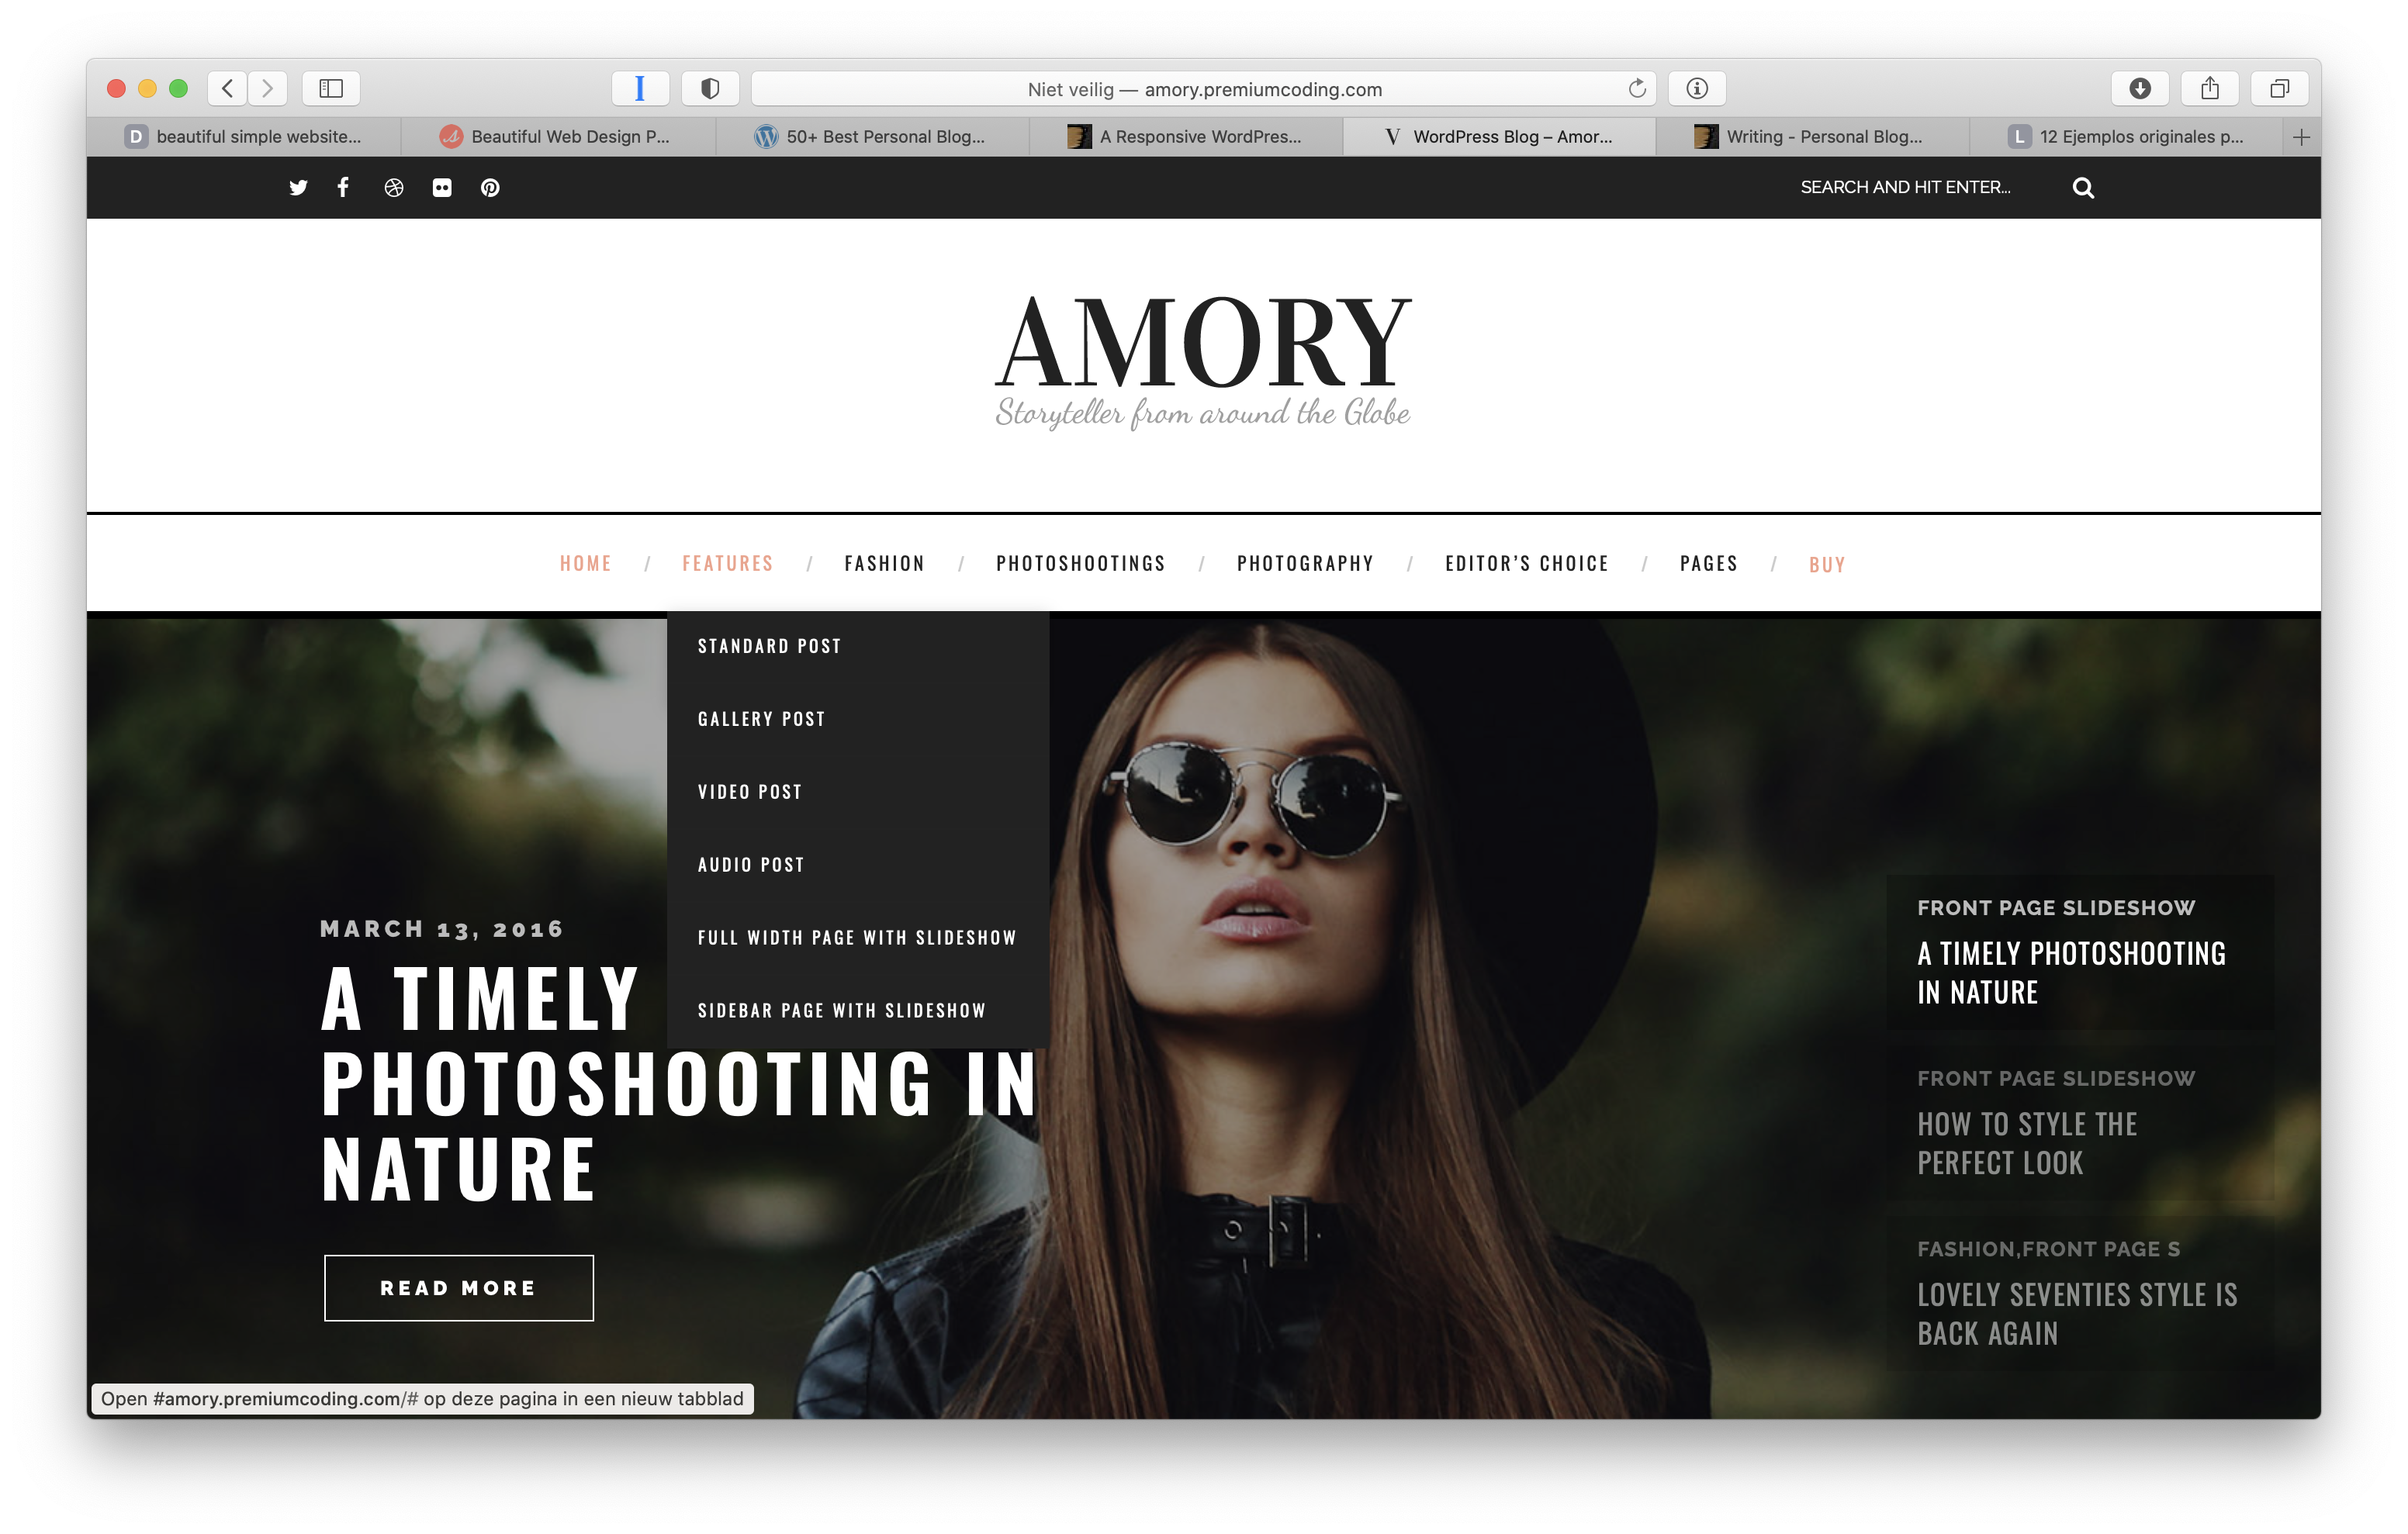 Niet veilig — amory.premiumcoding.com
D beautiful simple website...
Beautiful Web Design P...
50+ Best Personal Blog...
A Responsive WordPres...
V WordPress Blog – Amor...
Writing - Personal Blog...
L 12 Ejemplos originales p...
SEARCH AND HIT ENTER...
AMORY
Storyteller from around the Globe
HOME / FEATURES / FASHION / PHOTOSHOOTINGS / PHOTOGRAPHY / EDITOR’S CHOICE / PAGES / BUY
STANDARD POST
GALLERY POST
VIDEO POST
AUDIO POST
FULL WIDTH PAGE WITH SLIDESHOW
SIDEBAR PAGE WITH SLIDESHOW
MARCH 13, 2016
A TIMELY
PHOTOSHOOTING IN
NATURE
READ MORE
FRONT PAGE SLIDESHOW
A TIMELY PHOTOSHOOTING
IN NATURE
FRONT PAGE SLIDESHOW
HOW TO STYLE THE
PERFECT LOOK
FASHION,FRONT PAGE S
LOVELY SEVENTIES STYLE IS
BACK AGAIN
Open #amory.premiumcoding.com/# op deze pagina in een nieuw tabblad